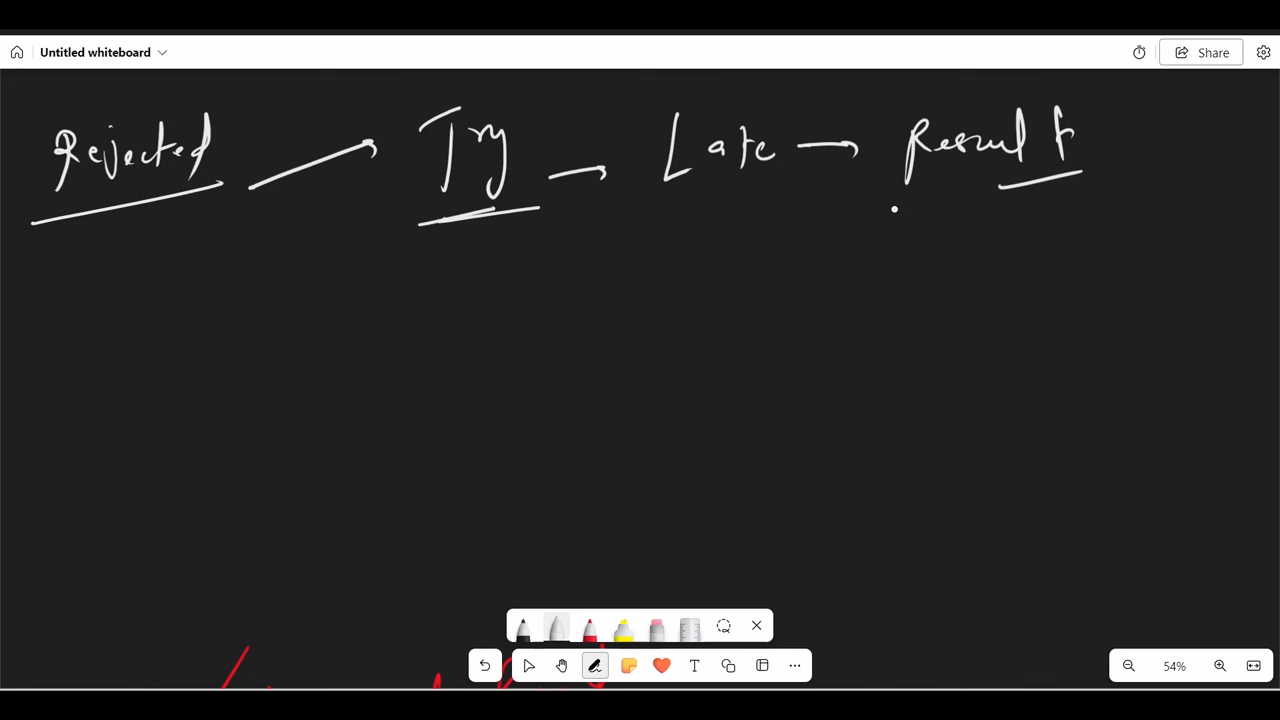 Untitled whiteboard
Share
Rejected → Try → Late → Result
T
54%